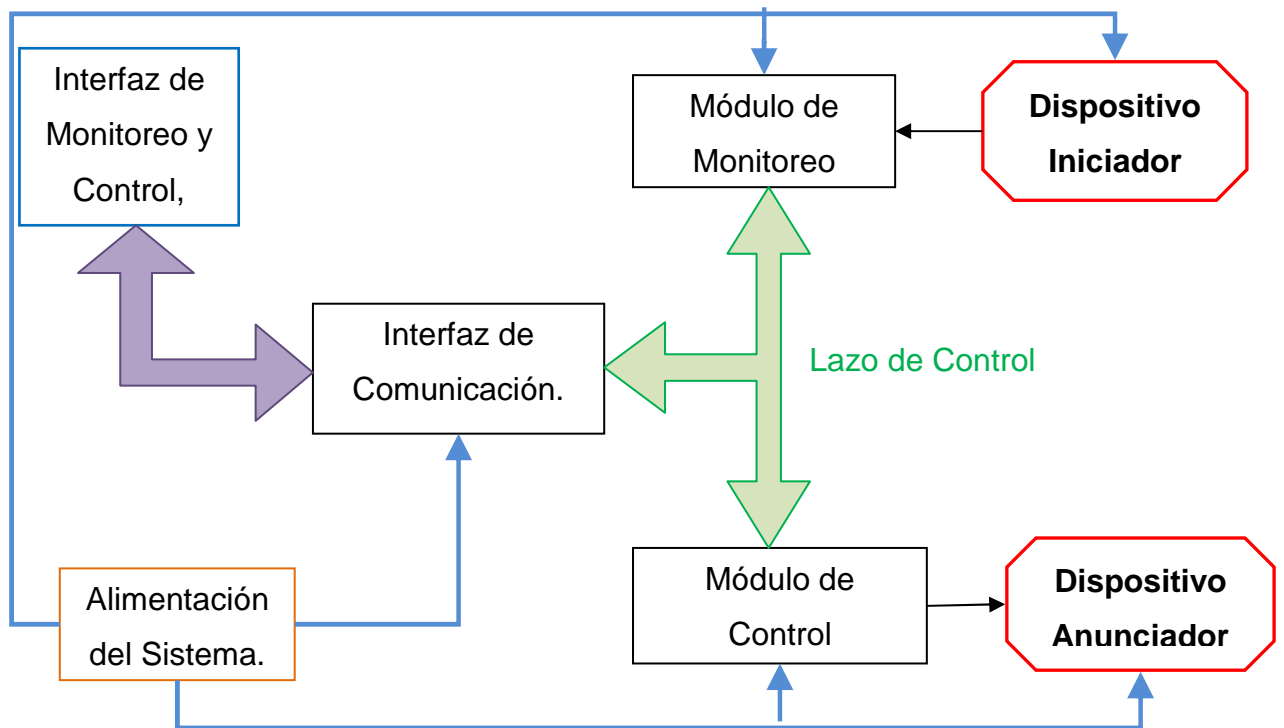 Interfaz de
Monitoreo y
Control,
Módulo de
Monitoreo
Dispositivo
Iniciador
Interfaz de
Comunicación.
Lazo de Control
Alimentación
del Sistema.
Módulo de
Control
Dispositivo
Anunciador